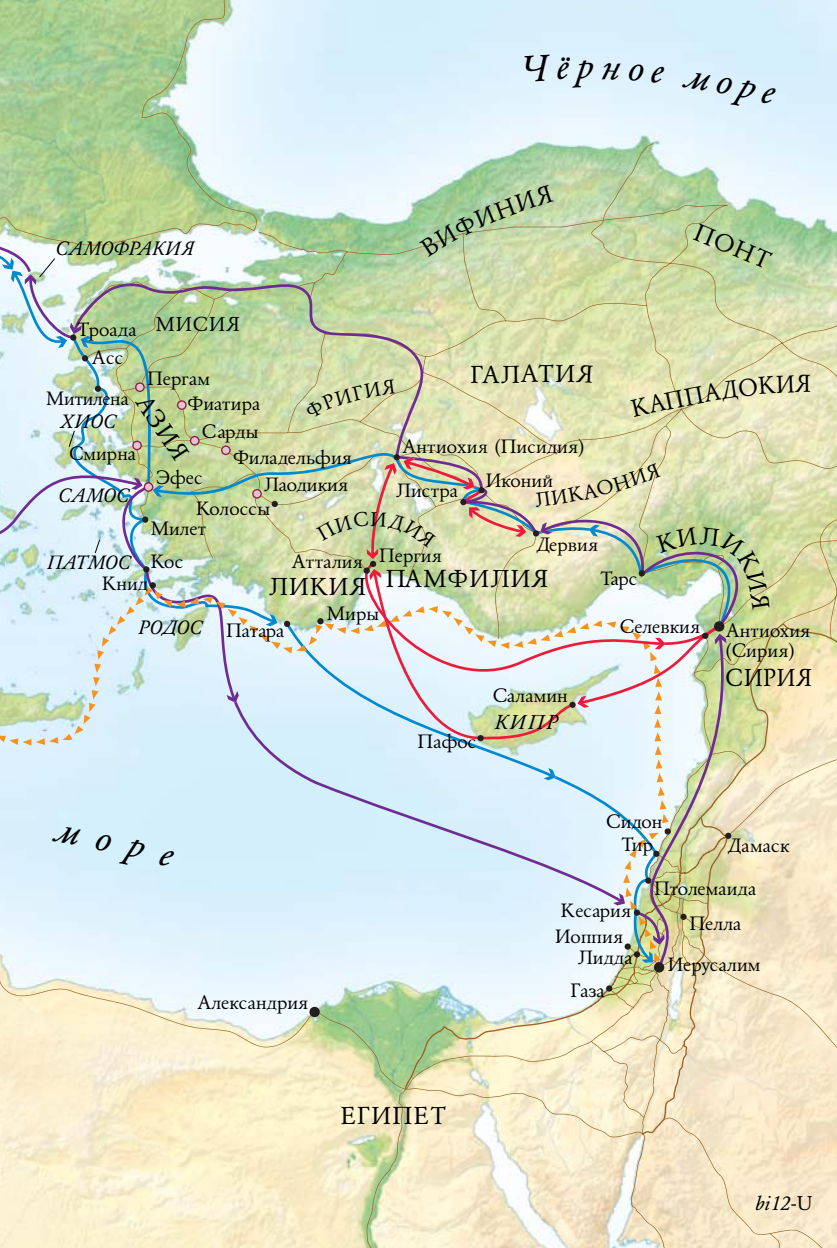 Чёрное море
ВИФИНИЯ
ПОНТ
САМОФРАКИЯ
Троада
МИСИЯ
Асс
ГАЛАТИЯ
Пергам
КАППАДОКИЯ
Митилена
ФРИГИЯ
Фиатира
АЗИЯ
ХИОС
Сарды
Смирна
Филадельфия
Антиохия (Писидия)
Эфес
Лаодикия
Иконий
Листра
ЛИКАОНИЯ
САМОС
Колоссы
ПИСИДИЯ
Милет
Дервия
КИЛИКИЯ
ПАТМОС
Кос
Атталия
Пергия
Книд
ЛИКИЯ
ПАМФИЛИЯ
Тарс
РОДОС
Патара
Миры
Селевкия
Антиохия
(Сирия)
СИРИЯ
Саламин
КИПР
Пафос
море
Силон
Тир
Дамаск
Птолемаида
Кесария
Пелла
Иоппия
Лидда
Иерусалим
Газа
Александрия
ЕГИПЕТ
bi12-U